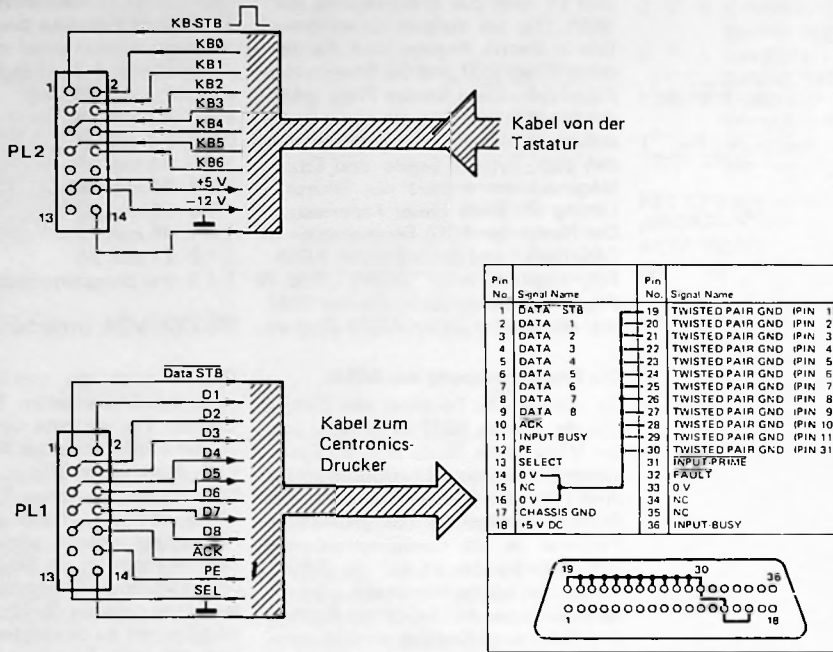 KB-STB
KB0
KB1
KB2
KB3
KB4
KB5
KB6
+5 V
−12 V
1
2
13
14
PL2
Kabel von der
Tastatur
Data STB
D1
D2
D3
D4
D5
D6
D7
D8
ACK
PE
SEL
1
2
13
14
PL1
Kabel zum
Centronics-
Drucker
Pin No. Signal Name Pin No. Signal Name
1 DATA STB 19 TWISTED PAIR GND (PIN 1
2 DATA 1 20 TWISTED PAIR GND (PIN 2
3 DATA 2 21 TWISTED PAIR GND (PIN 3
4 DATA 3 22 TWISTED PAIR GND (PIN 4
5 DATA 4 23 TWISTED PAIR GND (PIN 5
6 DATA 5 24 TWISTED PAIR GND (PIN 6
7 DATA 6 25 TWISTED PAIR GND (PIN 7
8 DATA 7 26 TWISTED PAIR GND (PIN 8
9 DATA 8 27 TWISTED PAIR GND (PIN 9
10 ACK 28 TWISTED PAIR GND (PIN 10
11 INPUT BUSY 29 TWISTED PAIR GND (PIN 11
12 PE 30 TWISTED PAIR GND (PIN 31
13 SELECT 31 INPUT-PRIME
14 0 V 32 FAULT
15 NC 33 0 V
16 0 V 34 NC
17 CHASSIS GND 35 NC
18 +5 V DC 36 INPUT-BUSY
19 30 36
1 18